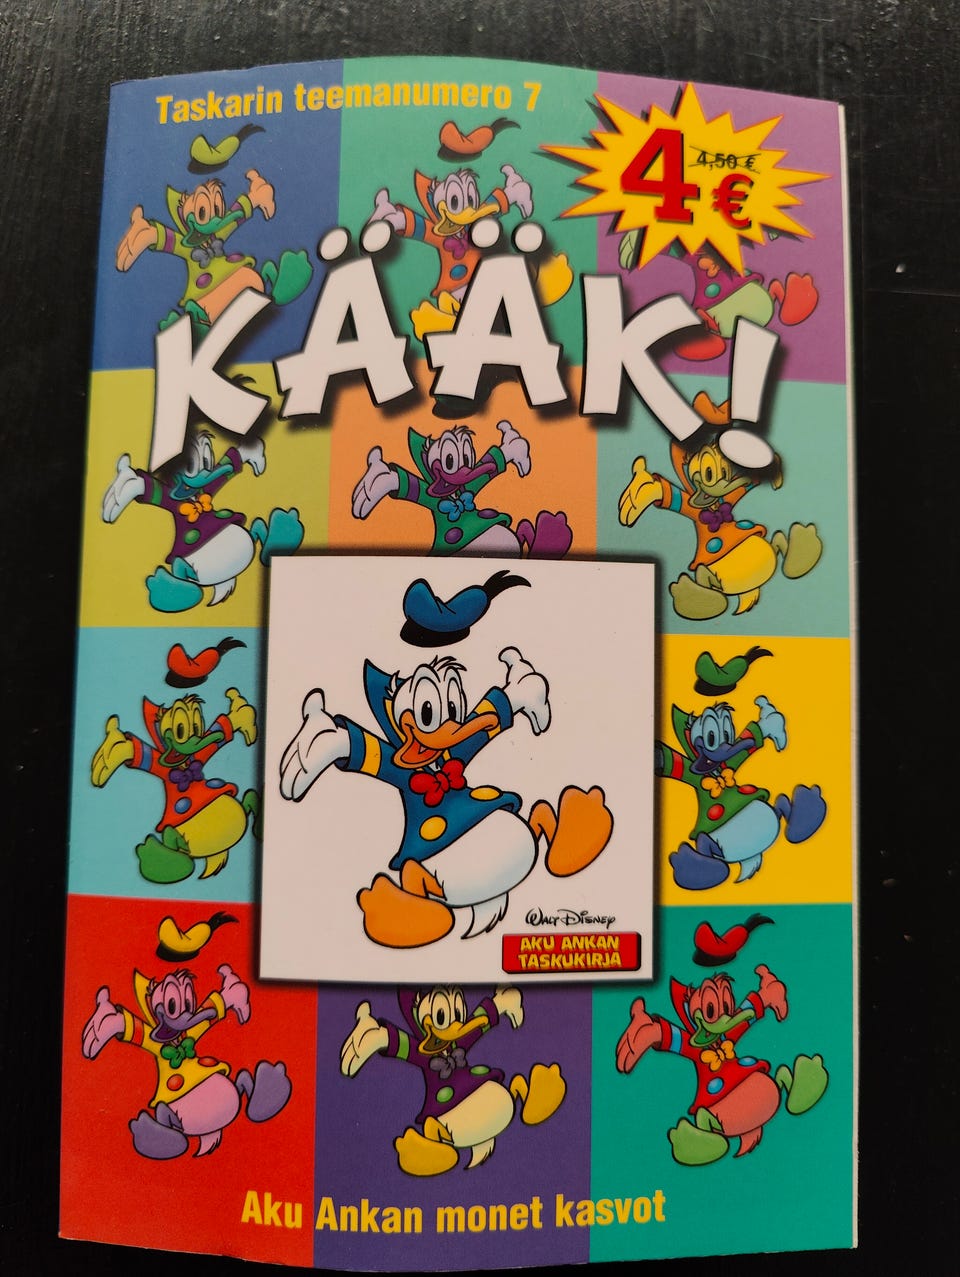 Taskarin teemanumero 7
4 €
4,50 €
KÄÄK!
WALT DISNEY
AKU ANKAN
TASKUKIRJA
Aku Ankan monet kasvot